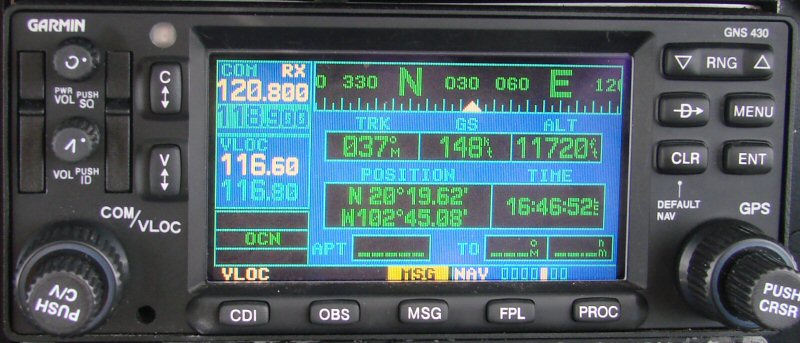 GARMIN
GNS 430
PWR PUSH
VOL SQ
C
V
VOL PUSH
ID
COM/VLOC
PUSH
C/V
COM RX
120.800
118.900
VLOC
116.60
116.80
OCN
VLOC
0 330 N 030 060 E 120
TRK GS ALT
037°M 148kt 11720ft
POSITION TIME
N 20°19.62'
W102°45.08'
16:46:52
APT TO
MSG NAV
CDI
OBS
MSG
FPL
PROC
RNG
D
MENU
CLR
ENT
DEFAULT
NAV
GPS
PUSH
CRSR